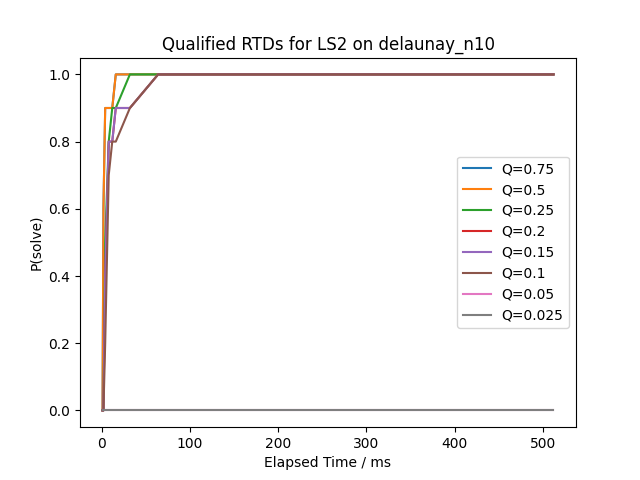 Qualified RTDs for LS2 on delaunay_n10
1.0
0.8
0.6
0.4
0.2
0.0
P(solve)
Q=0.75
Q=0.5
Q=0.25
Q=0.2
Q=0.15
Q=0.1
Q=0.05
Q=0.025
0 100 200 300 400 500
Elapsed Time / ms